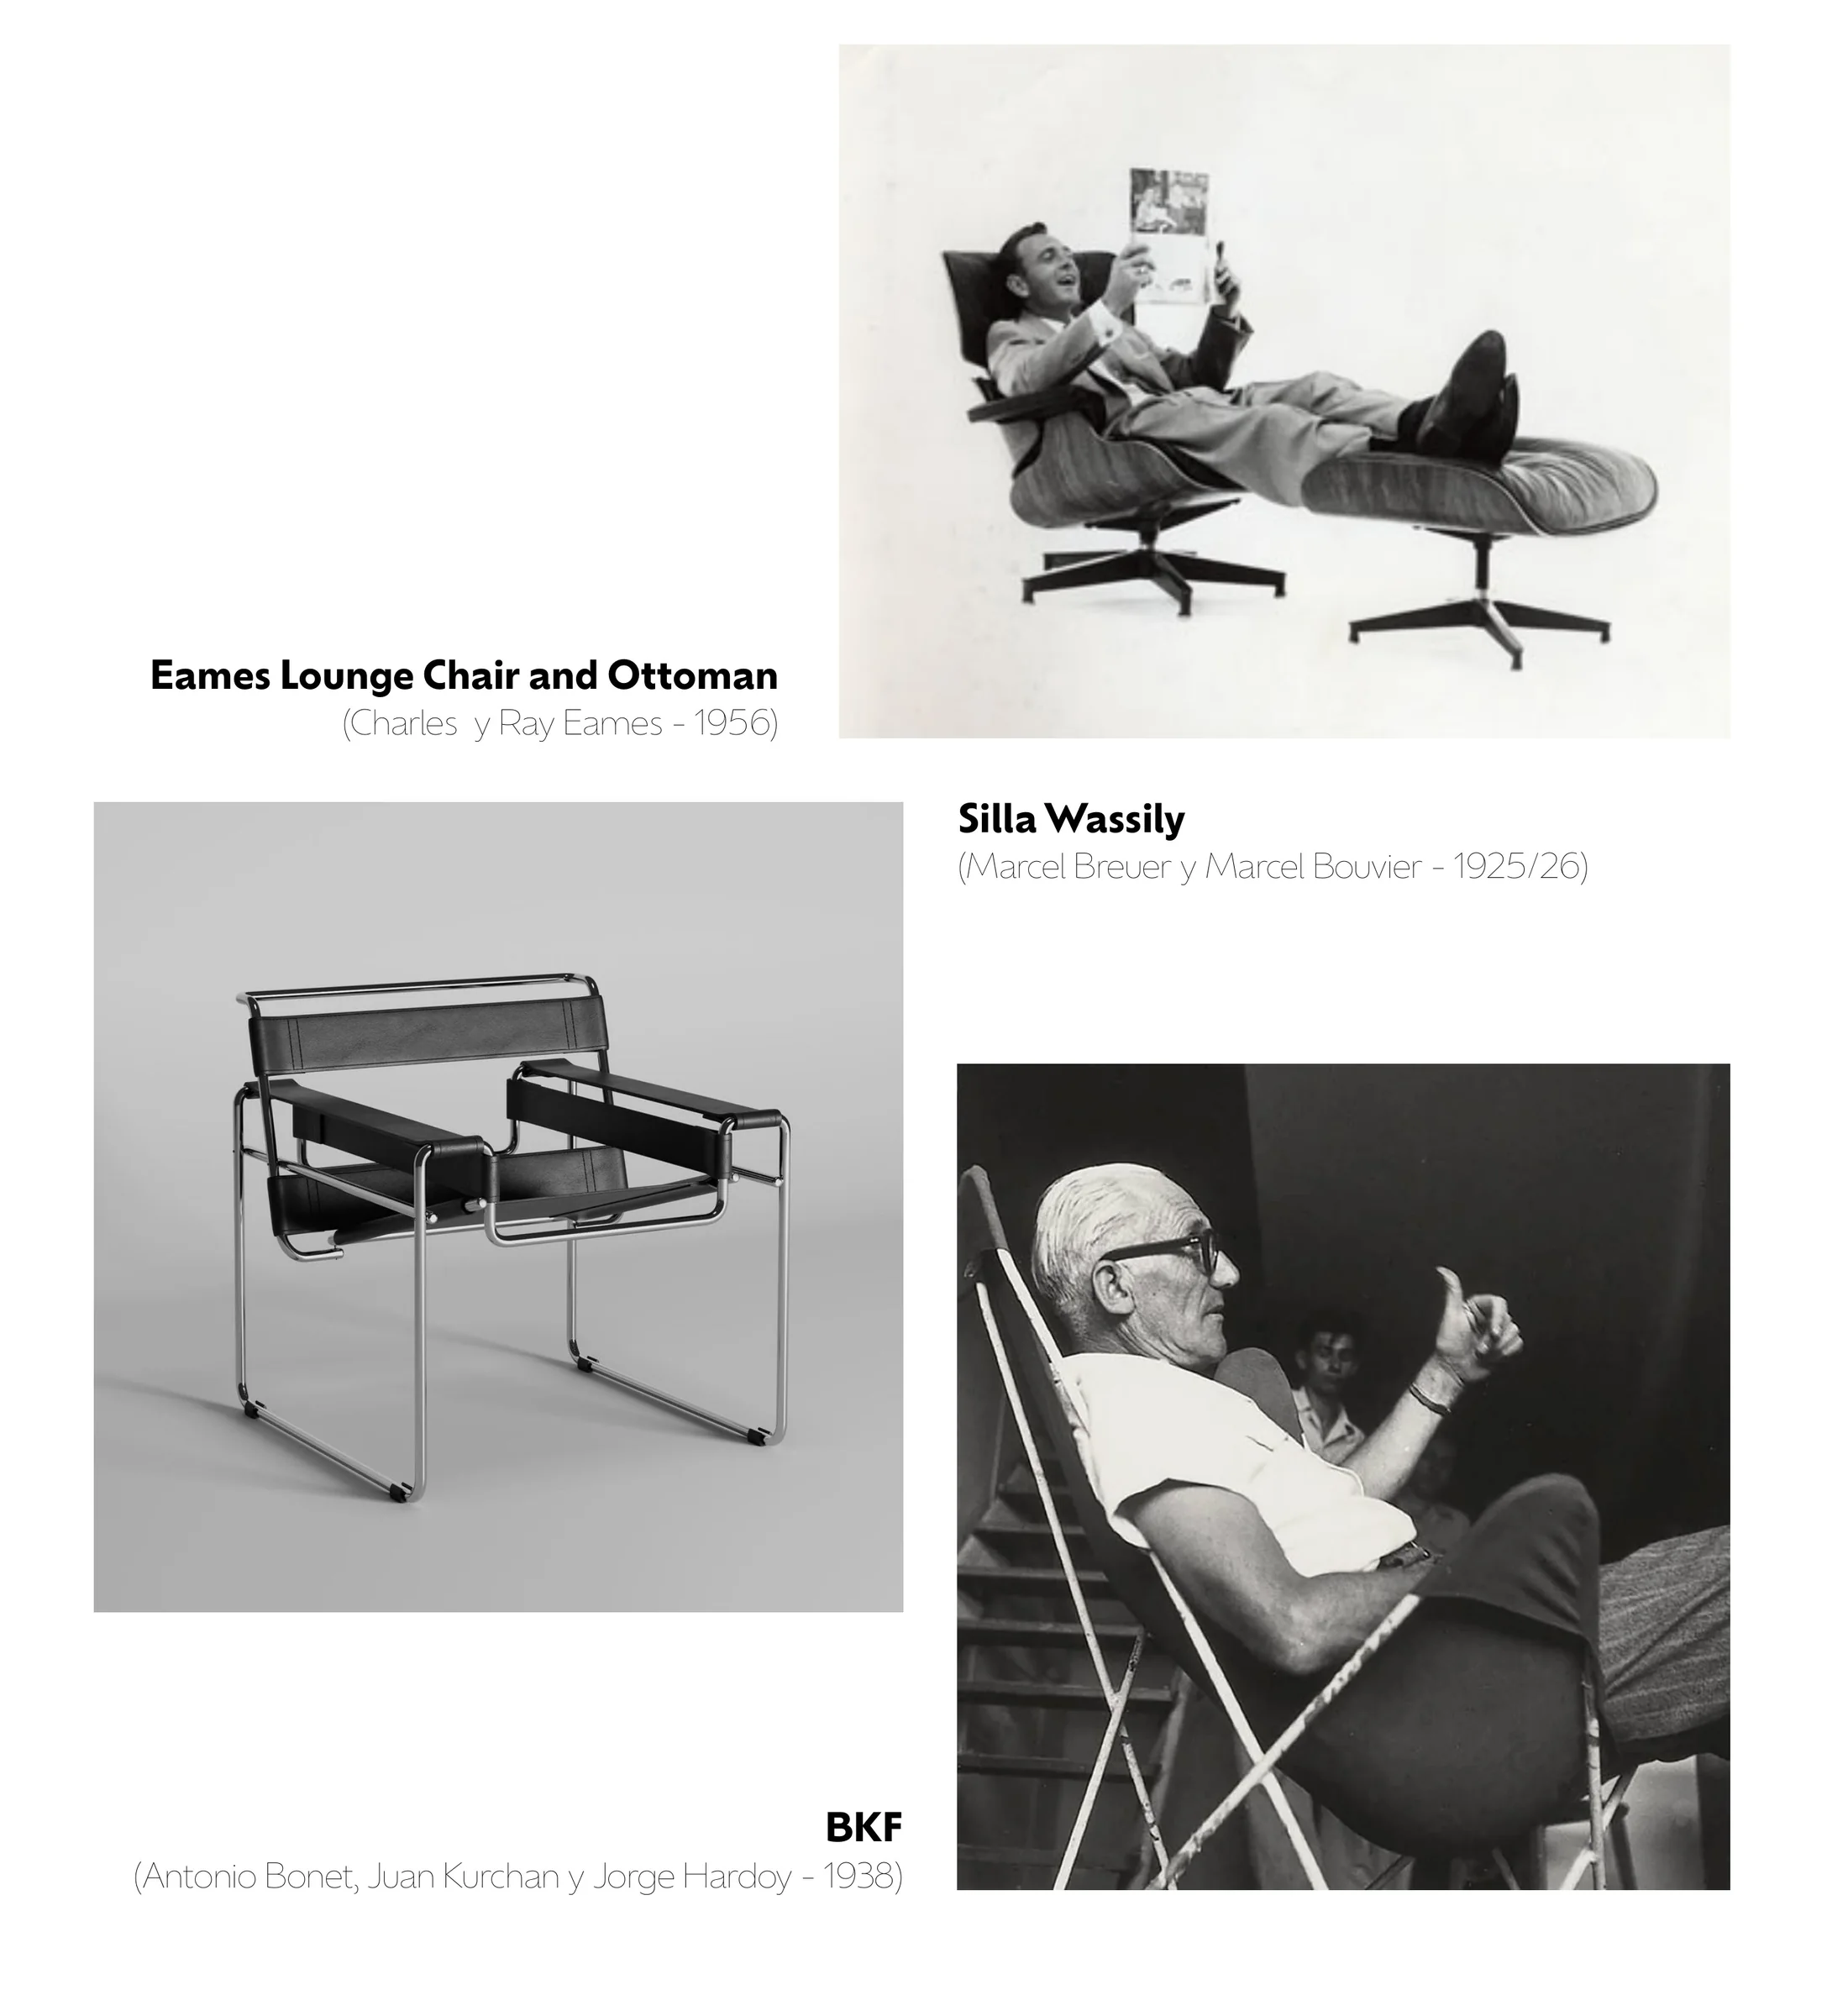 Eames Lounge Chair and Ottoman
(Charles  y Ray Eames - 1956)
Silla Wassily
(Marcel Breuer y Marcel Bouvier - 1925/26)
BKF
(Antonio Bonet, Juan Kurchan y Jorge Hardoy - 1938)